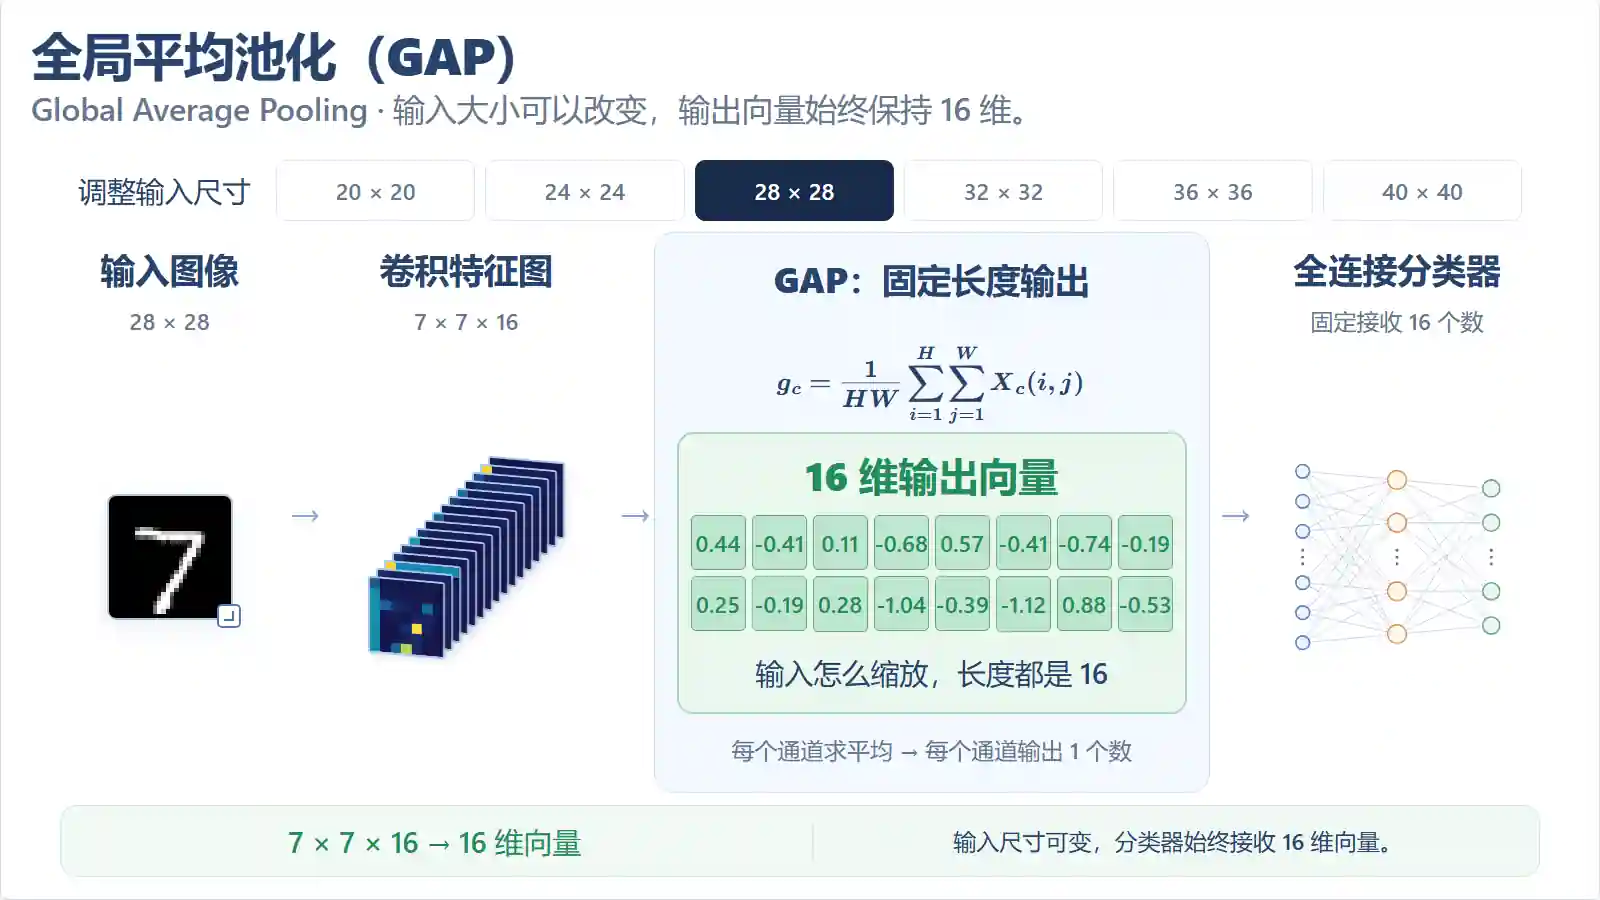 全局平均池化（GAP）
Global Average Pooling · 输入大小可以改变，输出向量始终保持 16 维。
调整输入尺寸
20 × 20
24 × 24
28 × 28
32 × 32
36 × 36
40 × 40
输入图像
28 × 28
卷积特征图
7 × 7 × 16
GAP：固定长度输出
g_c = \frac{1}{HW} \sum_{i=1}^{H} \sum_{j=1}^{W} X_c(i,j)
16 维输出向量
0.44 -0.41 0.11 -0.68 0.57 -0.41 -0.74 -0.19
0.25 -0.19 0.28 -1.04 -0.39 -1.12 0.88 -0.53
输入怎么缩放，长度都是 16
每个通道求平均 → 每个通道输出 1 个数
全连接分类器
固定接收 16 个数
7 × 7 × 16 → 16 维向量
输入尺寸可变，分类器始终接收 16 维向量。